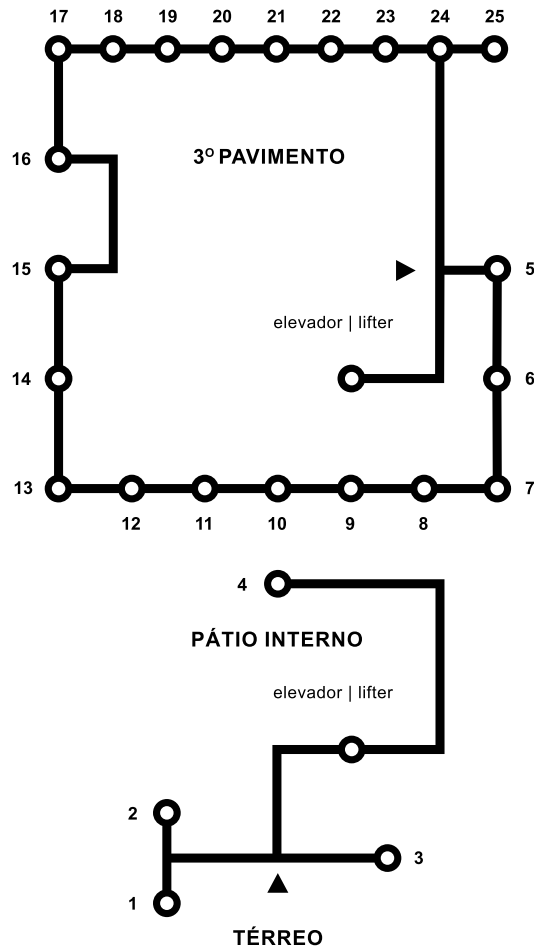 17 18 19 20 21 22 23 24 25
16
3º PAVIMENTO
15
5
elevador | lifter
14
6
13
7
12 11 10 9 8
4
PÁTIO INTERNO
elevador | lifter
2
3
1
TÉRREO